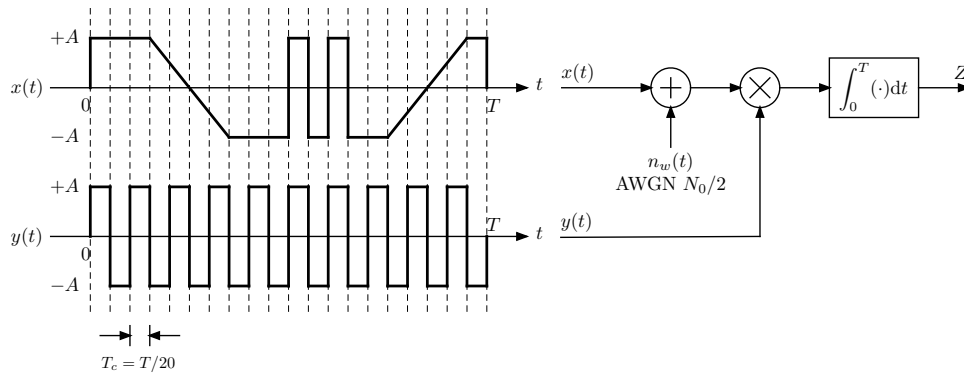 +A
x(t)
0
T
t
−A
+A
y(t)
0
T
t
−A
T_c = T/20
x(t)
+
×
∫_0^T (·)dt
Z
n_w(t)
AWGN N_0/2
y(t)